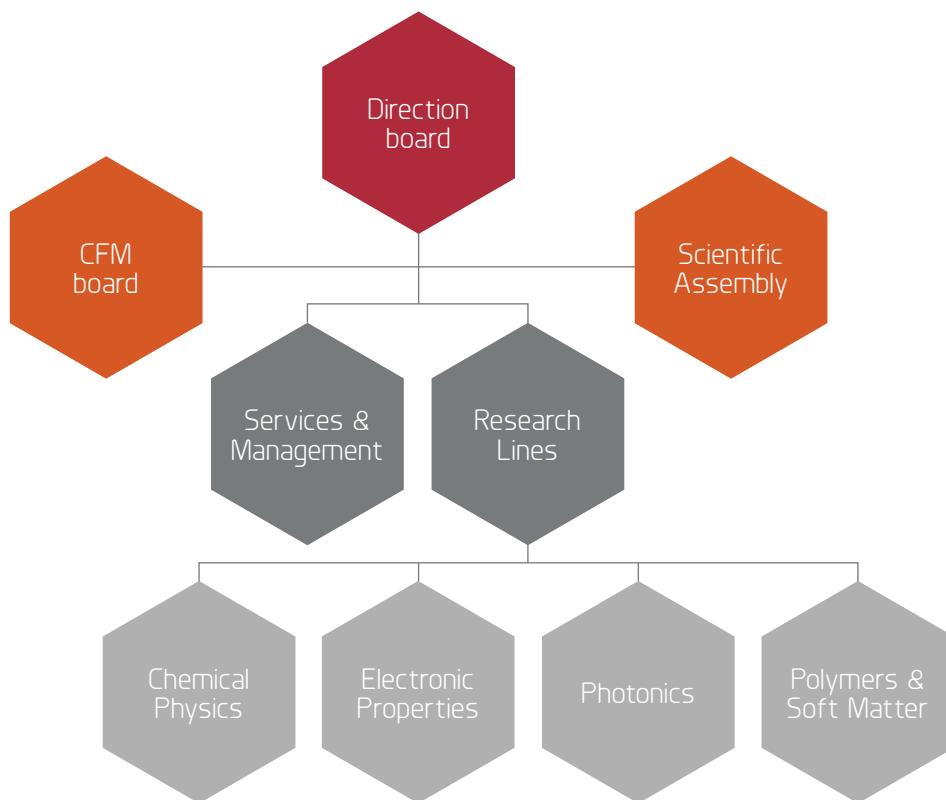 Direction
board
CFM
board
Scientific
Assembly
Services &
Management
Research
Lines
Chemical
Physics
Electronic
Properties
Photonics
Polymers &
Soft Matter